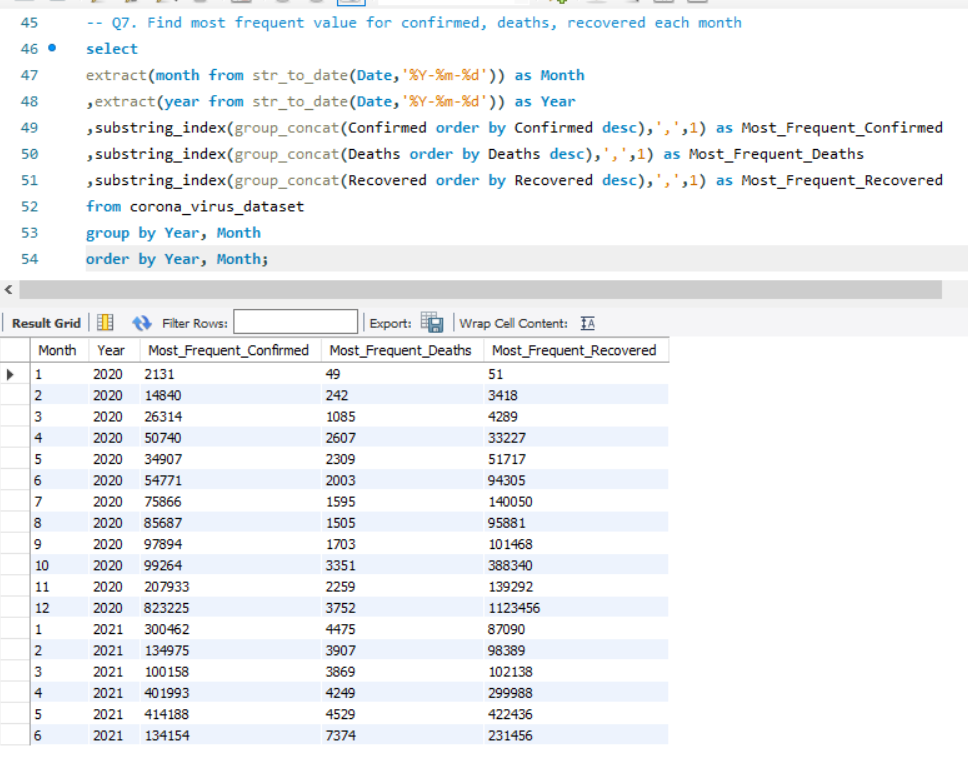 45 -- Q7. Find most frequent value for confirmed, deaths, recovered each month
46 select
47 extract(month from str_to_date(Date,'%Y-%m-%d')) as Month
48 ,extract(year from str_to_date(Date,'%Y-%m-%d')) as Year
49 ,substring_index(group_concat(Confirmed order by Confirmed desc),',',1) as Most_Frequent_Confirmed
50 ,substring_index(group_concat(Deaths order by Deaths desc),',',1) as Most_Frequent_Deaths
51 ,substring_index(group_concat(Recovered order by Recovered desc),',',1) as Most_Frequent_Recovered
52 from corona_virus_dataset
53 group by Year, Month
54 order by Year, Month;
Result Grid Filter Rows: Export: Wrap Cell Content: IA
Month Year Most_Frequent_Confirmed Most_Frequent_Deaths Most_Frequent_Recovered
1 2020 2131 49 51
2 2020 14840 242 3418
3 2020 26314 1085 4289
4 2020 50740 2607 33227
5 2020 34907 2309 51717
6 2020 54771 2003 94305
7 2020 75866 1595 140050
8 2020 85687 1505 95881
9 2020 97894 1703 101468
10 2020 99264 3351 388340
11 2020 207933 2259 139292
12 2020 823225 3752 1123456
1 2021 300462 4475 87090
2 2021 134975 3907 98389
3 2021 100158 3869 102138
4 2021 401993 4249 299988
5 2021 414188 4529 422436
6 2021 134154 7374 231456